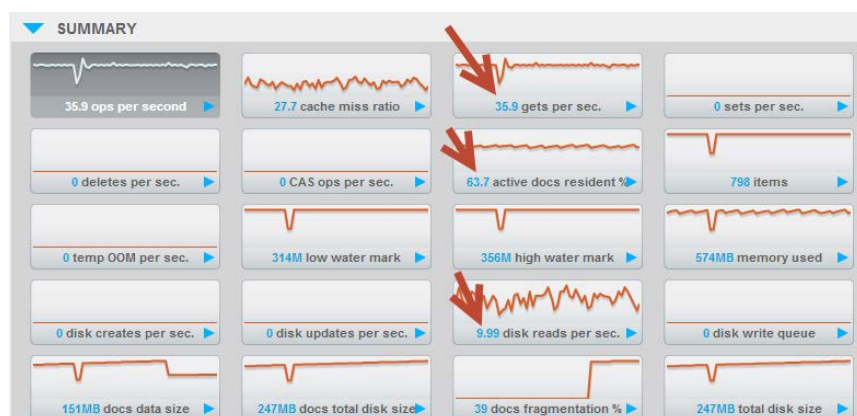 SUMMARY
35.9 ops per second
27.7 cache miss ratio
35.9 gets per sec.
0 sets per sec.
0 deletes per sec.
0 CAS ops per sec.
63.7 active docs resident %
798 items
0 temp OOM per sec.
314M low water mark
356M high water mark
574MB memory used
0 disk creates per sec.
0 disk updates per sec.
9.99 disk reads per sec.
0 disk write queue
151MB docs data size
247MB docs total disk size
39 docs fragmentation %
247MB total disk size